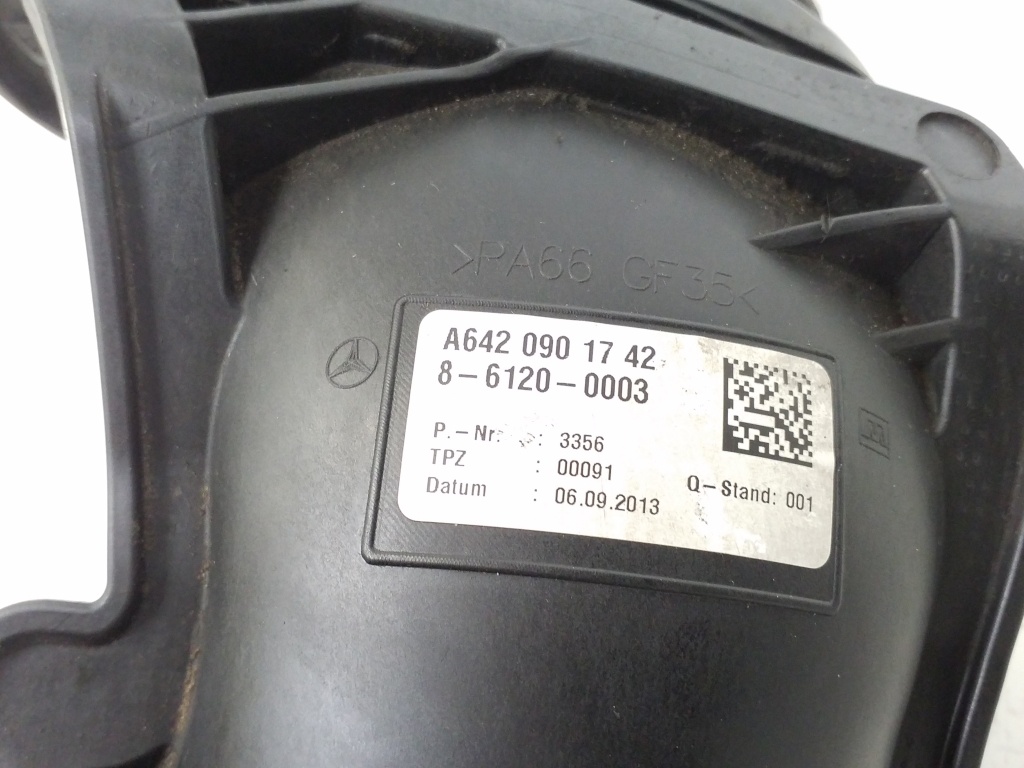 >PA66 GF35<
A642 090 17 42
8-6120-0003
P.-Nr. : 3356
TPZ : 00091
Q-Stand: 001
Datum : 06.09.2013